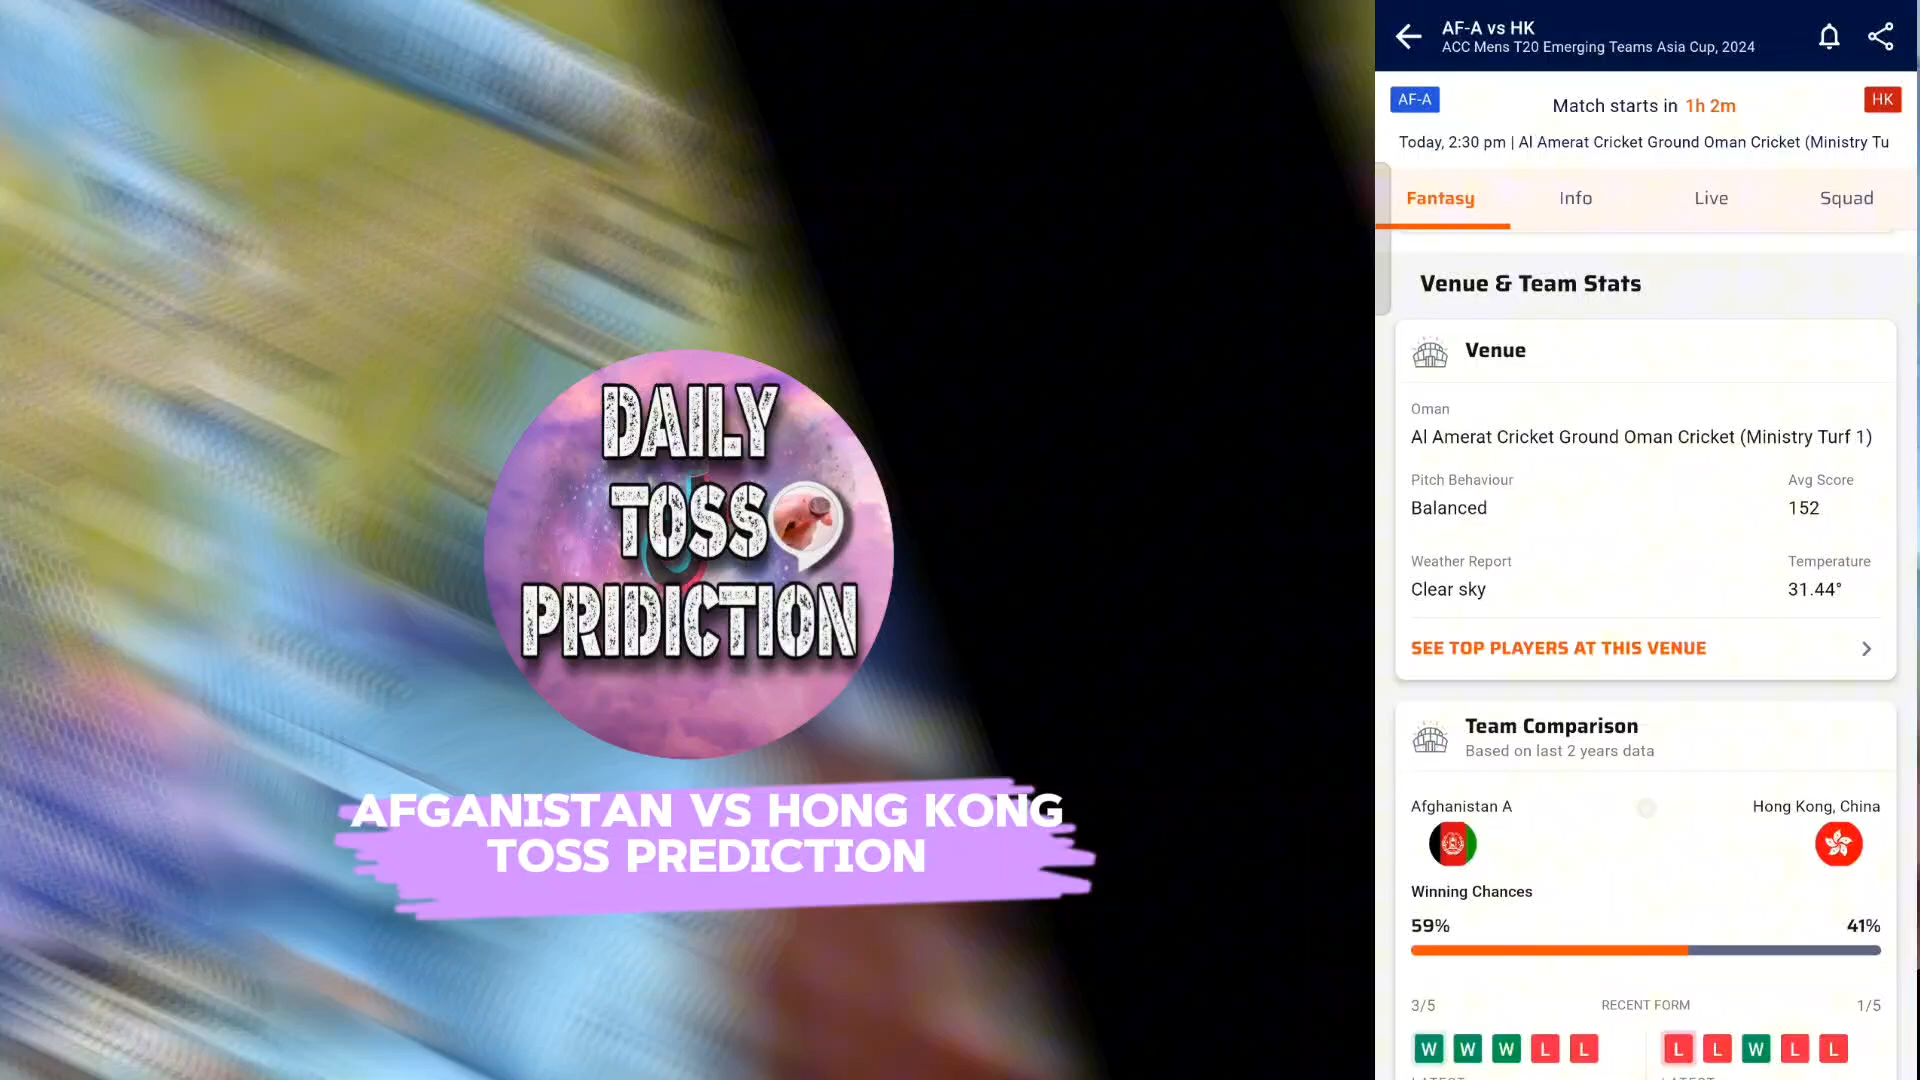 DAILY
TOSS
PRIDICTION
AFGANISTAN VS HONG KONG
TOSS PREDICTION
AF-A vs HK
ACC Mens T20 Emerging Teams Asia Cup, 2024
AF-A
Match starts in 1h 2m
HK
Today, 2:30 pm | Al Amerat Cricket Ground Oman Cricket (Ministry Tu
Fantasy Info Live Squad
Venue & Team Stats
Venue
Oman
Al Amerat Cricket Ground Oman Cricket (Ministry Turf 1)
Pitch Behaviour Avg Score
Balanced 152
Weather Report Temperature
Clear sky 31.44°
SEE TOP PLAYERS AT THIS VENUE
Team Comparison
Based on last 2 years data
Afghanistan A Hong Kong, China
Winning Chances
59% 41%
3/5 RECENT FORM 1/5
W W W L L L L W L L